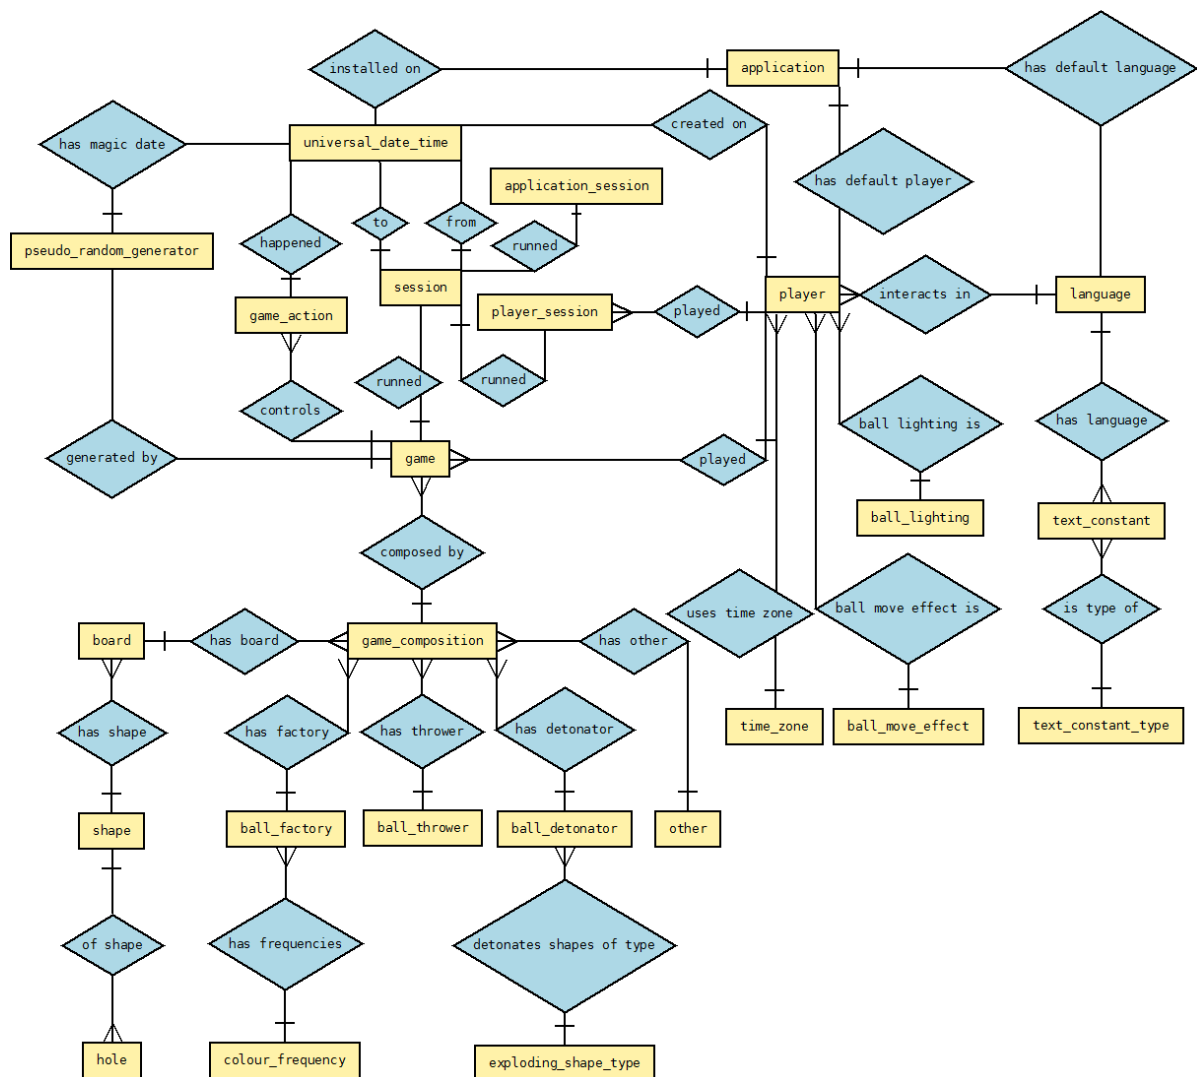 application
installed on
has default language
created on
universal_date_time
has magic date
has default player
application_session
to
from
happened
runned
pseudo_random_generator
session
player
interacts in
language
game_action
player_session
played
runned
runned
controls
has language
ball lighting is
generated by
game
played
ball_lighting
text_constant
composed by
uses time zone
ball move effect is
is type of
board
has board
game_composition
has other
has shape
has factory
has thrower
has detonator
time_zone
ball_move_effect
text_constant_type
shape
ball_factory
ball_thrower
ball_detonator
other
of shape
has frequencies
detonates shapes of type
hole
colour_frequency
exploding_shape_type